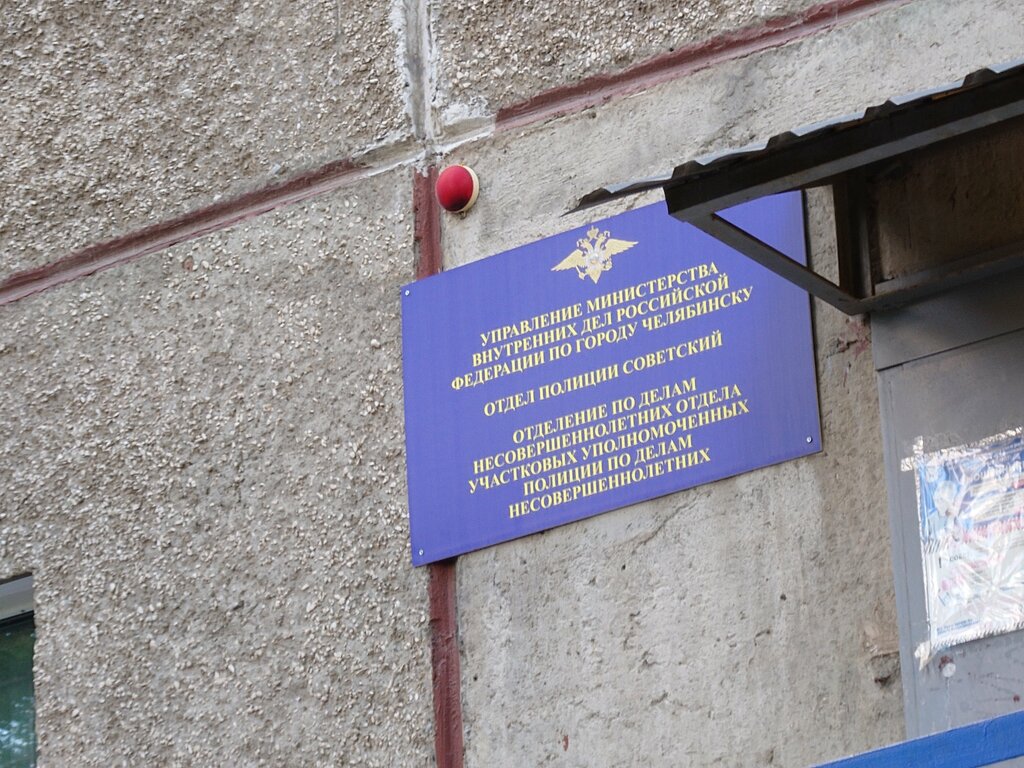 УПРАВЛЕНИЕ МИНИСТЕРСТВА
ВНУТРЕННИХ ДЕЛ РОССИЙСКОЙ
ФЕДЕРАЦИИ ПО ГОРОДУ ЧЕЛЯБИНСКУ
ОТДЕЛ ПОЛИЦИИ СОВЕТСКИЙ
ОТДЕЛЕНИЕ ПО ДЕЛАМ
НЕСОВЕРШЕННОЛЕТНИХ ОТДЕЛА
УЧАСТКОВЫХ УПОЛНОМОЧЕННЫХ
ПОЛИЦИИ ПО ДЕЛАМ
НЕСОВЕРШЕННОЛЕТНИХ